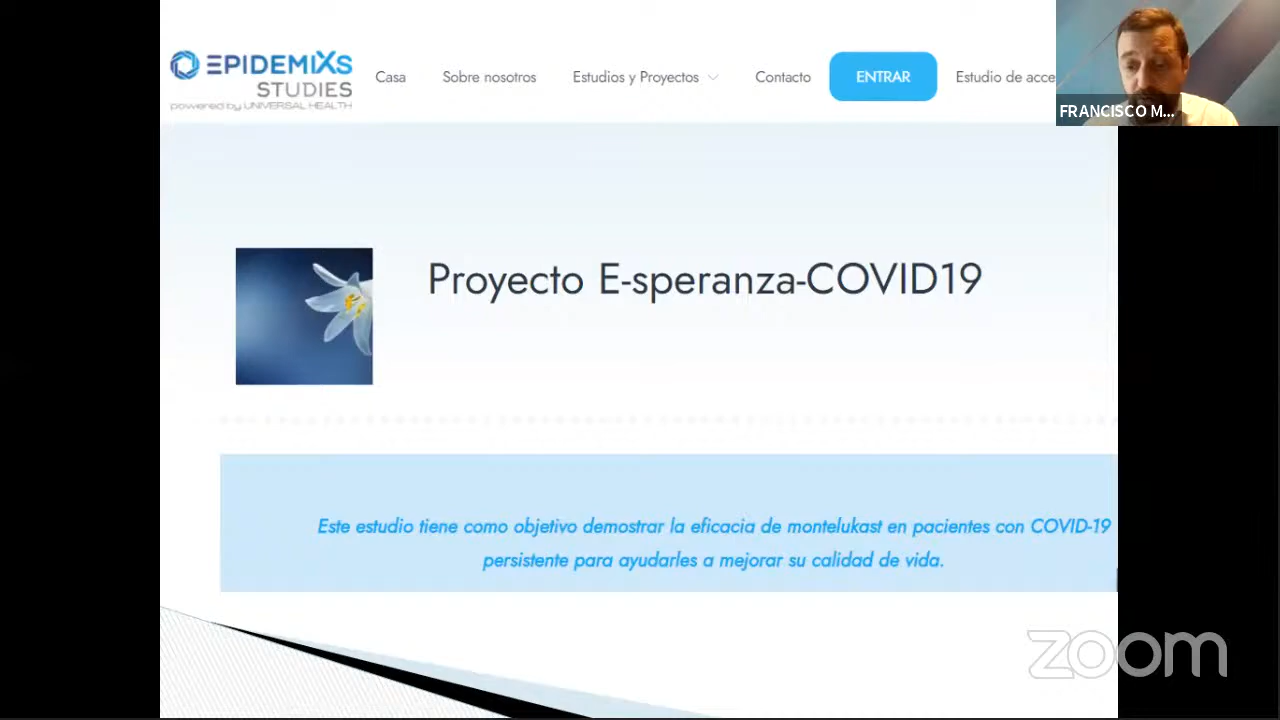 EPIDEMIXS
STUDIES
powered by UNIVERSAL HEALTH
Casa
Sobre nosotros
Estudios y Proyectos
Contacto
ENTRAR
Estudio de acce
FRANCISCO M...
Proyecto E-speranza-COVID19
Este estudio tiene como objetivo demostrar la eficacia de montelukast en pacientes con COVID-19
persistente para ayudarles a mejorar su calidad de vida.
zoom